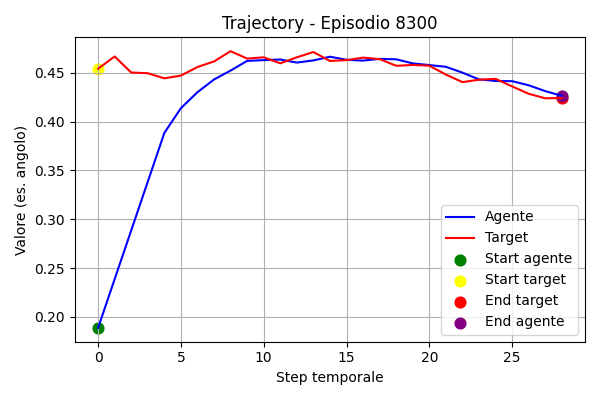 Trajectory - Episodio 8300
Valore (es. angolo)
0.45
0.40
0.35
0.30
0.25
0.20
0
5
10
15
20
25
Step temporale
Agente
Target
Start agente
Start target
End target
End agente